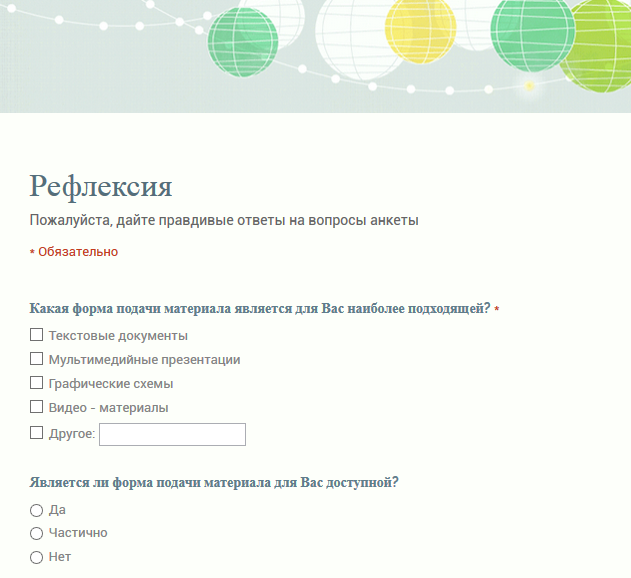 Рефлексия
Пожалуйста, дайте правдивые ответы на вопросы анкеты
* Обязательно
Какая форма подачи материала является для Вас наиболее подходящей? *
Текстовые документы
Мультимедийные презентации
Графические схемы
Видео - материалы
Другое:
Является ли форма подачи материала для Вас доступной?
Да
Частично
Нет